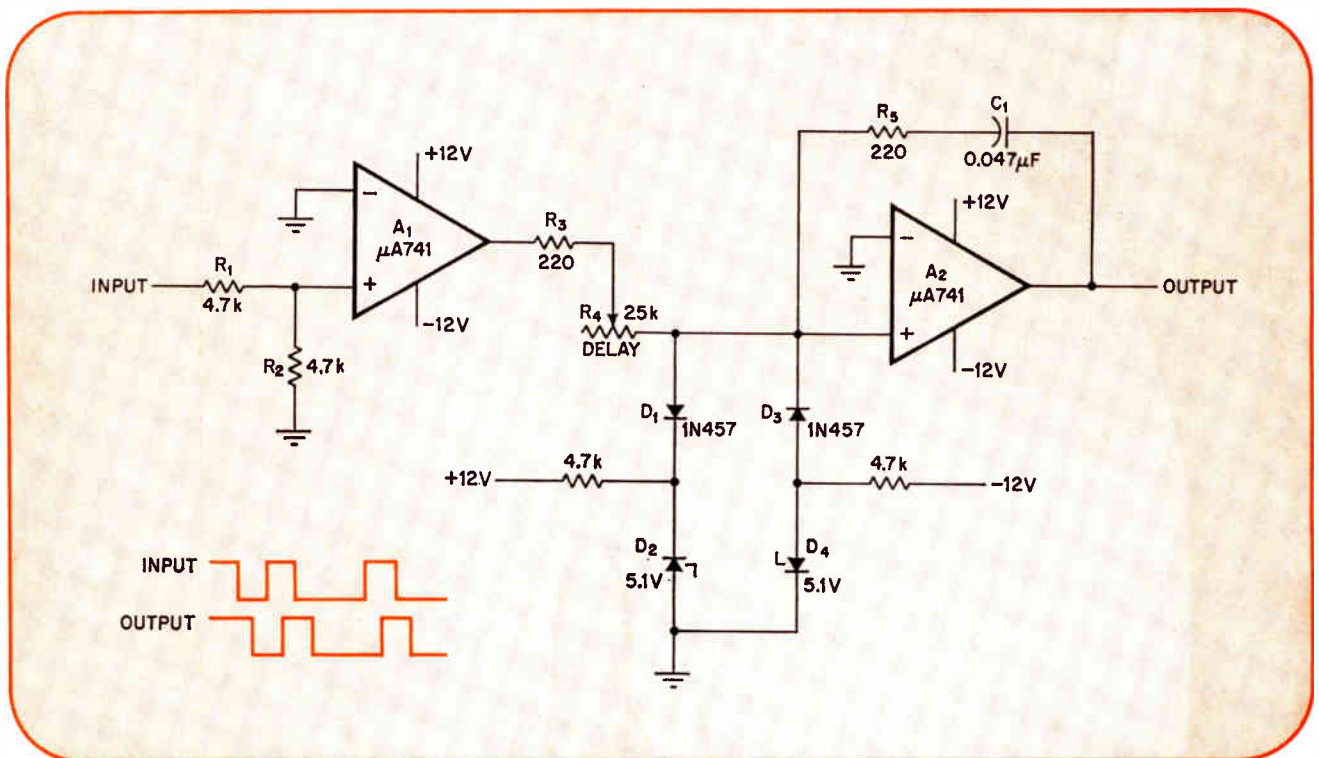 +12V
−
A1
μA741
+
−12V
INPUT
R1
4.7k
R2
4.7k
R3
220
R4
25k
DELAY
R5
220
C1
0.047μF
+12V
−
A2
μA741
+
−12V
OUTPUT
D1
1N457
D3
1N457
+12V
4.7k
4.7k
−12V
D2
5.1V
D4
5.1V
INPUT
OUTPUT